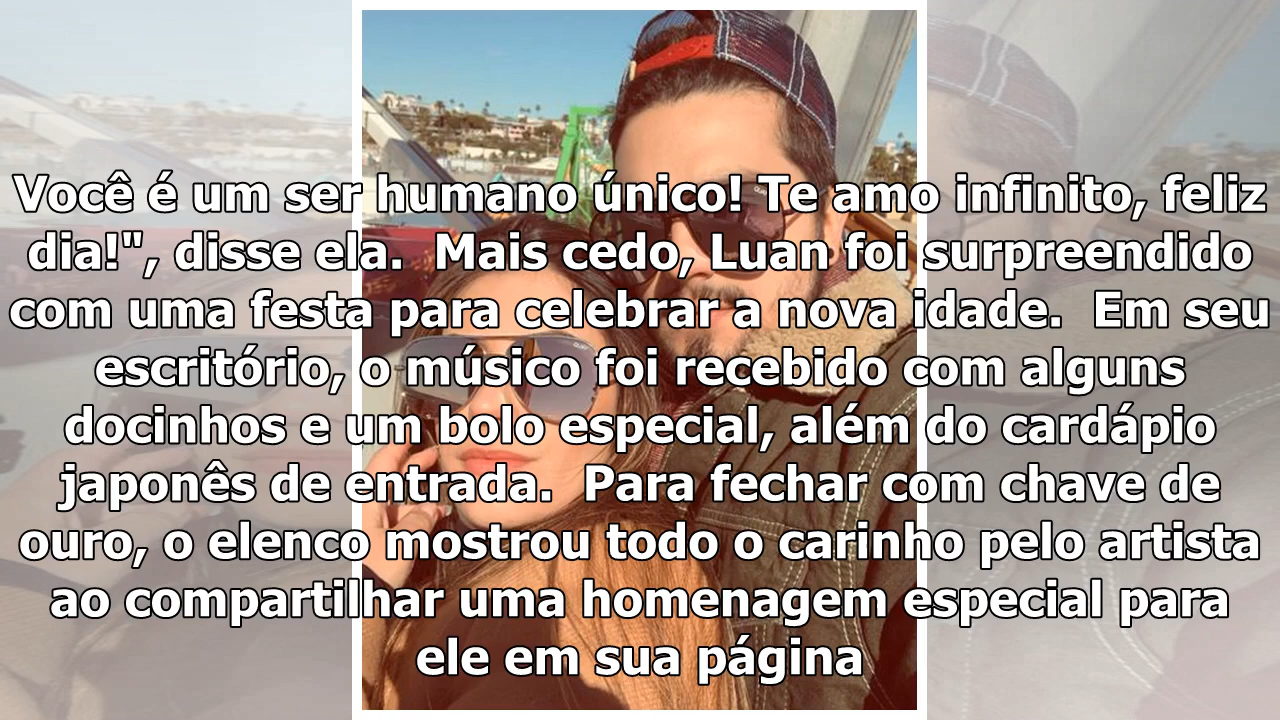 Você é um ser humano único! Te amo infinito, feliz
dia!", disse ela.  Mais cedo, Luan foi surpreendido
com uma festa para celebrar a nova idade.  Em seu
escritório, o músico foi recebido com alguns
docinhos e um bolo especial, além do cardápio
japonês de entrada.  Para fechar com chave de
ouro, o elenco mostrou todo o carinho pelo artista
ao compartilhar uma homenagem especial para
ele em sua página